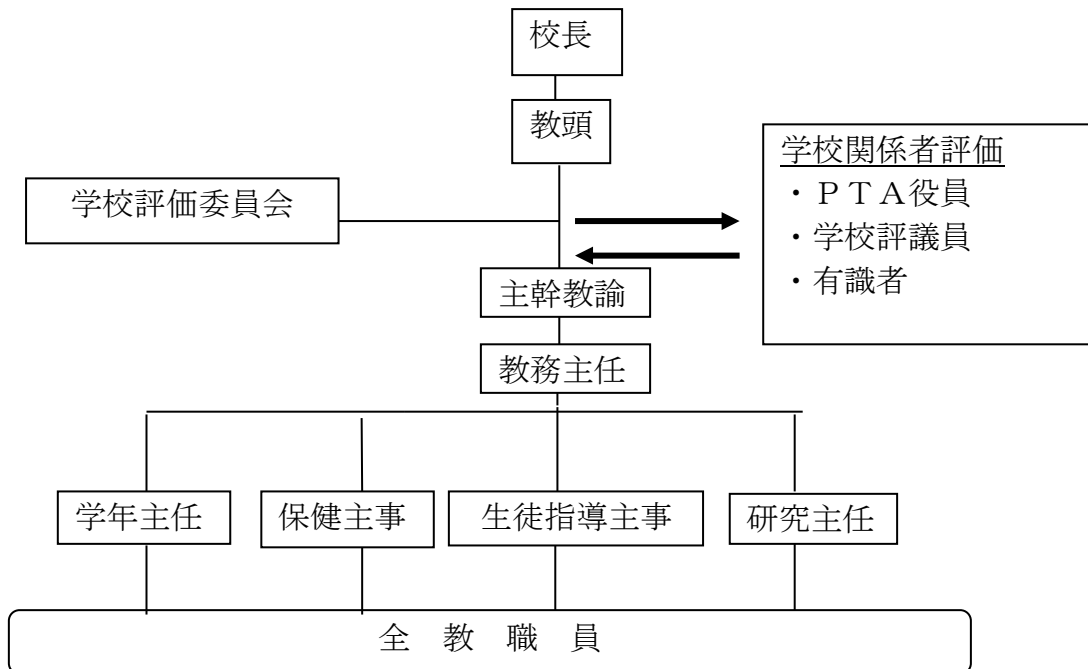 校長
教頭
学校関係者評価
・ＰＴＡ役員
・学校評議員
・有識者
学校評価委員会
主幹教諭
教務主任
学年主任
保健主事
生徒指導主事
研究主任
全　教　職　員